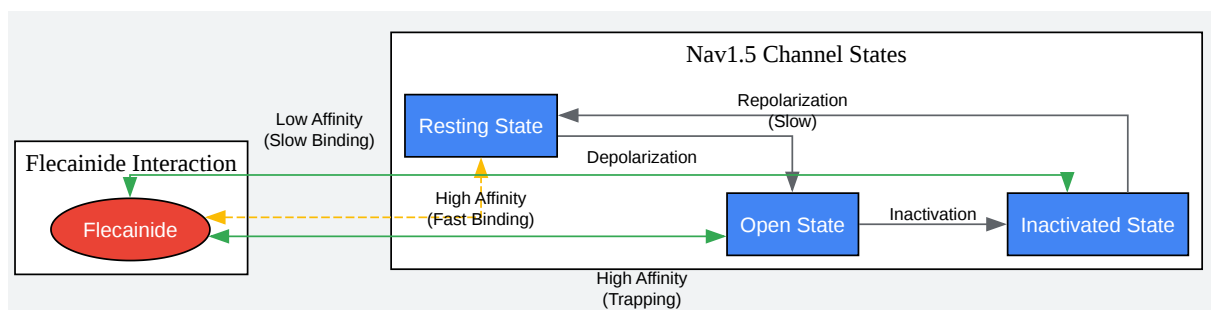 Nav1.5 Channel States
Repolarization
(Slow)
Low Affinity
(Slow Binding)
Resting State
Flecainide Interaction
Depolarization
High Affinity
(Fast Binding)
Flecainide
Open State
Inactivation
Inactivated State
High Affinity
(Trapping)